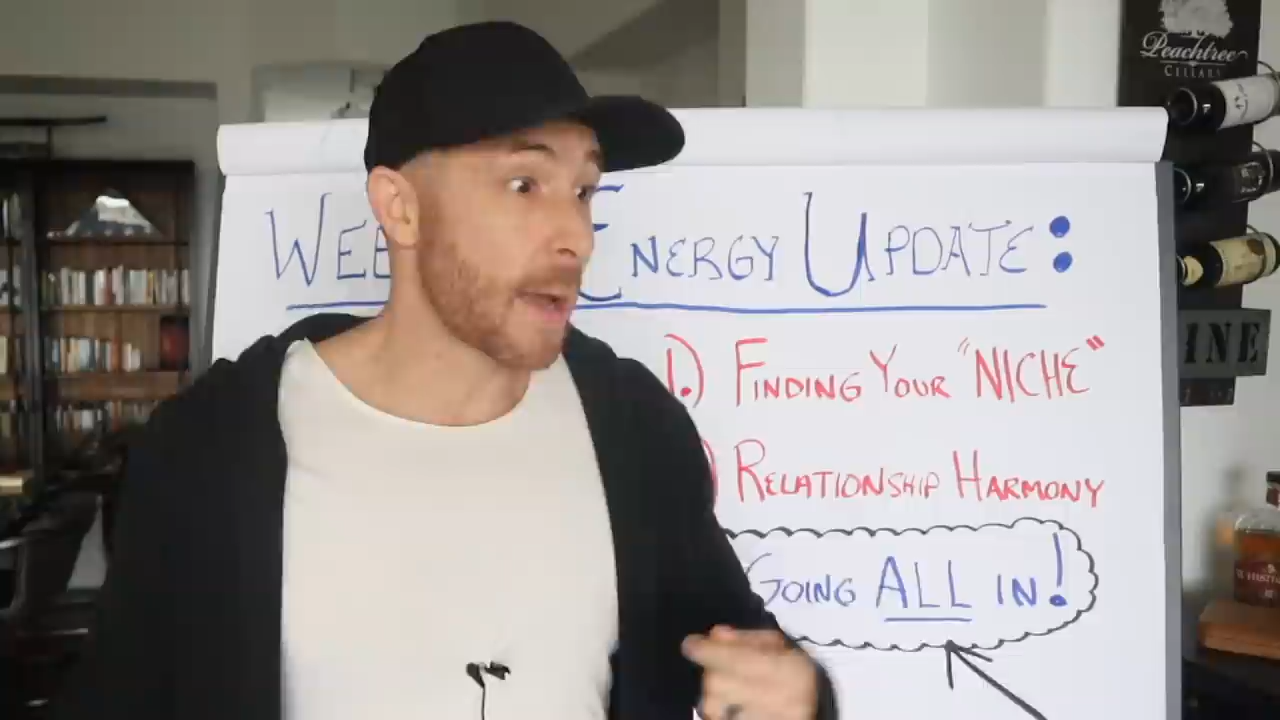 Peachtree
CELLARS
WEE ENERGY UPDATE:
1.) FINDING YOUR "NICHE"
) RELATIONSHIP HARMONY
GOING ALL IN!
INE